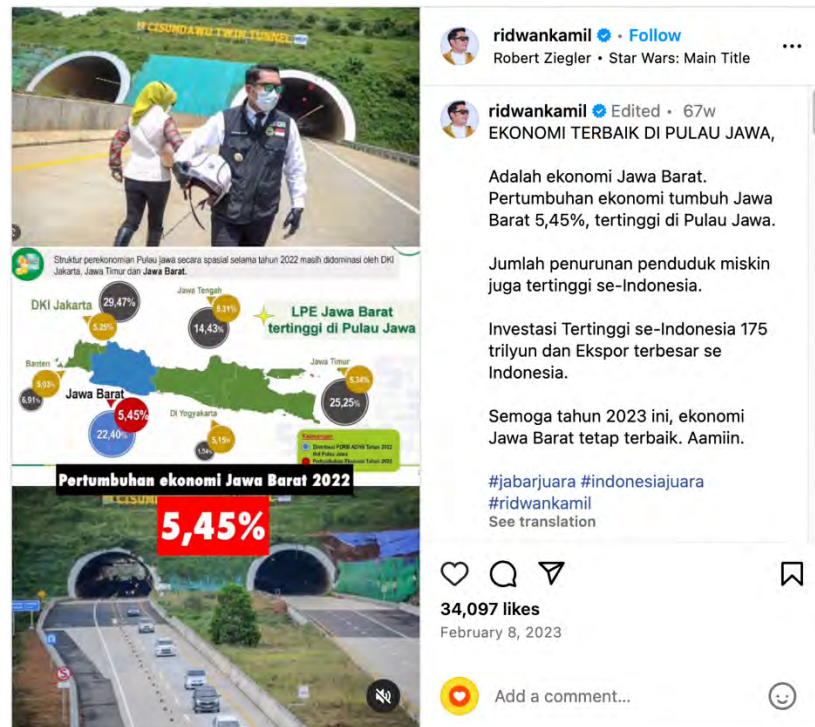 CISUMDAWU TWIN TUNNEL
Struktur perekonomian Pulau jawa secara spasial selama tahun 2022 masih didominasi oleh DKI
Jakarta, Jawa Timur dan Jawa Barat.
DKI Jakarta
29,47%
5,25%
Jawa Tengah
5,31%
14,43%
LPE Jawa Barat
tertinggi di Pulau Jawa
Banten
5,03%
6,91%
Jawa Barat
5,45%
22,40%
DI Yogyakarta
5,15%
Jawa Timur
5,34%
25,25%
Pertumbuhan ekonomi Jawa Barat 2022
5,45%
ridwankamil • Follow
Robert Ziegler • Star Wars: Main Title
ridwankamil Edited • 67w
EKONOMI TERBAIK DI PULAU JAWA,
Adalah ekonomi Jawa Barat.
Pertumbuhan ekonomi tumbuh Jawa
Barat 5,45%, tertinggi di Pulau Jawa.
Jumlah penurunan penduduk miskin
juga tertinggi se-Indonesia.
Investasi Tertinggi se-Indonesia 175
trilyun dan Ekspor terbesar se
Indonesia.
Semoga tahun 2023 ini, ekonomi
Jawa Barat tetap terbaik. Aamiin.
#jabarjuara #indonesiajuara
#ridwankamil
See translation
34,097 likes
February 8, 2023
Add a comment...